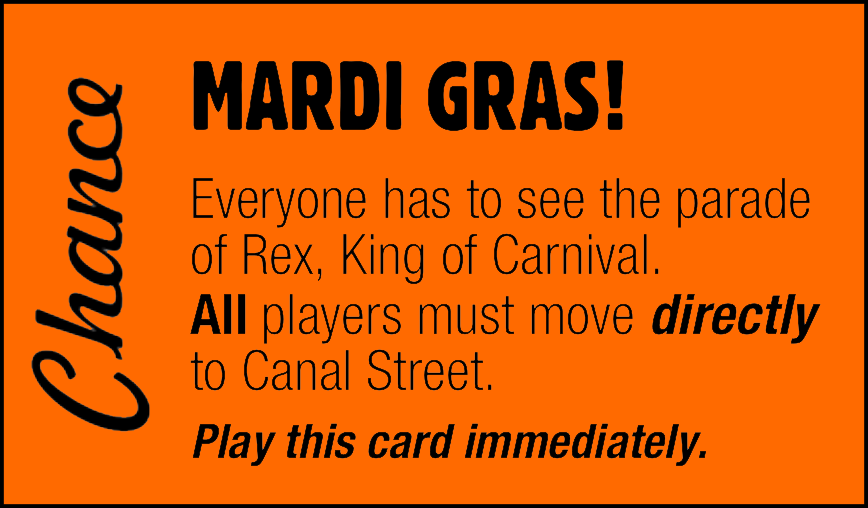 Chance
MARDI GRAS!
Everyone has to see the parade
of Rex, King of Carnival.
All players must move directly
to Canal Street.
Play this card immediately.